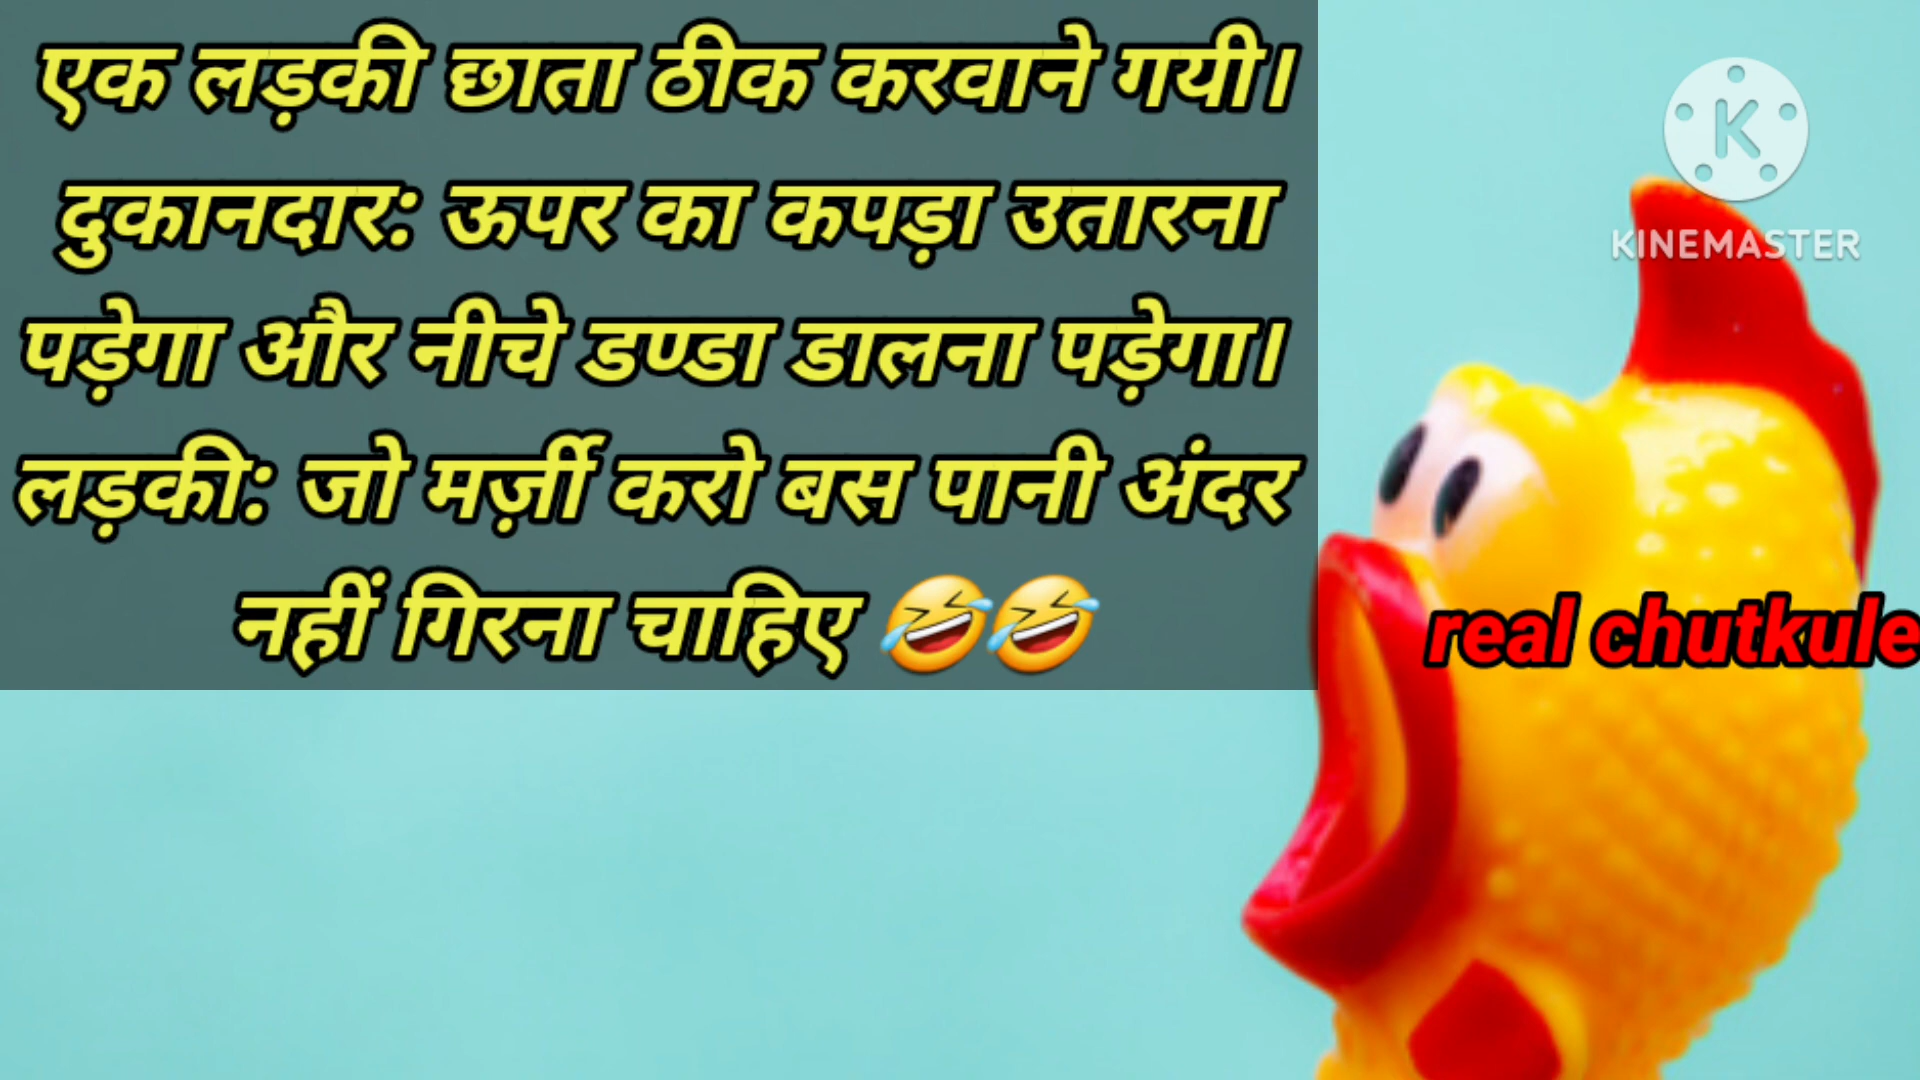 एक लड़की छाता ठीक करवाने गयी।
दुकानदार: ऊपर का कपड़ा उतारना
पड़ेगा और नीचे डण्डा डालना पड़ेगा।
लड़की: जो मर्ज़ी करो बस पानी अंदर
नहीं गिरना चाहिए 🤣🤣
K
KINEMASTER
real chutkule